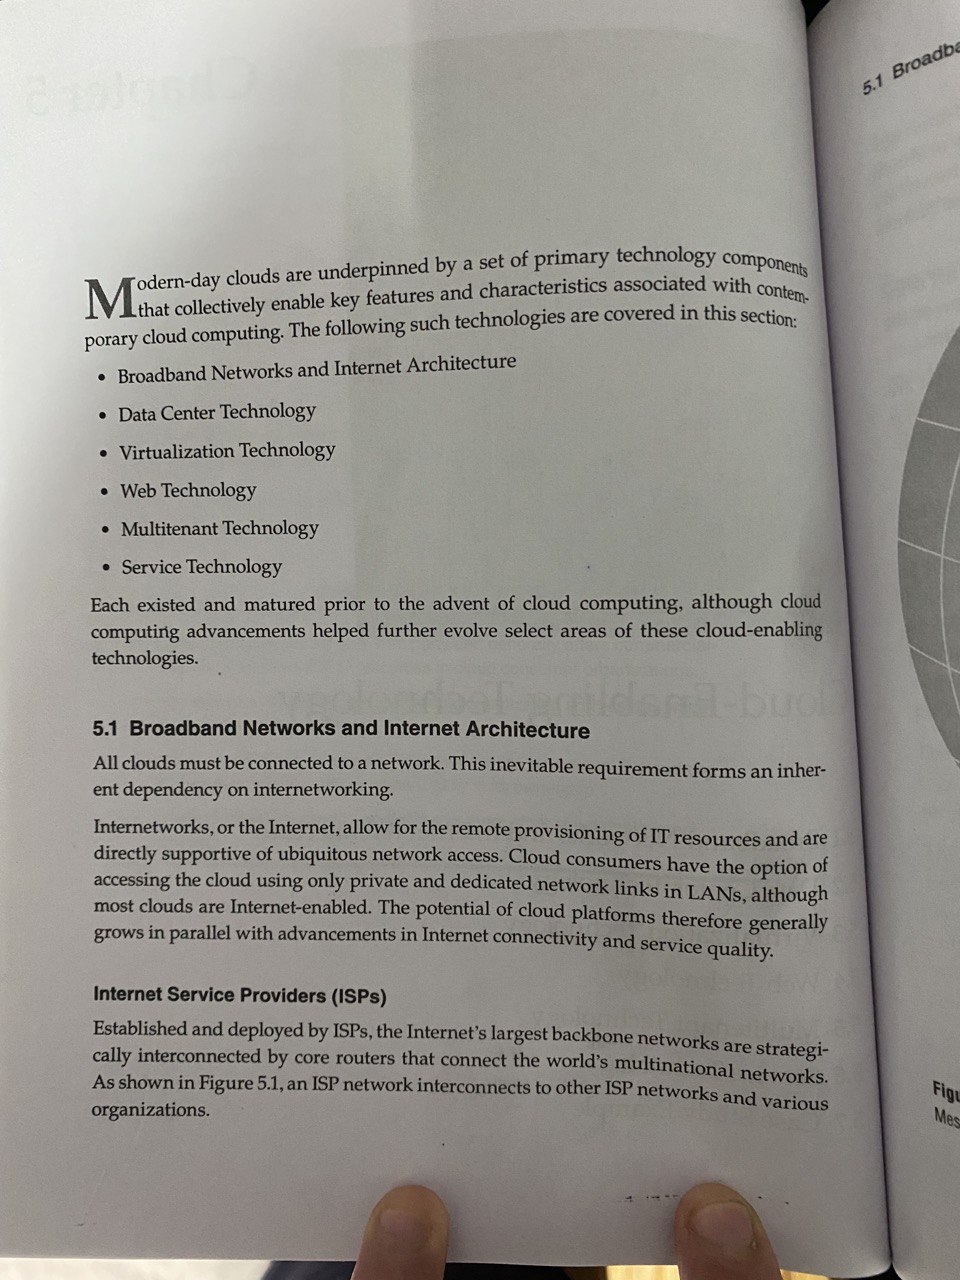 Modern-day clouds are underpinned by a set of primary technology components
that collectively enable key features and characteristics associated with contem-
porary cloud computing. The following such technologies are covered in this section:
• Broadband Networks and Internet Architecture
• Data Center Technology
• Virtualization Technology
• Web Technology
• Multitenant Technology
• Service Technology
Each existed and matured prior to the advent of cloud computing, although cloud
computing advancements helped further evolve select areas of these cloud-enabling
technologies.
5.1 Broadband Networks and Internet Architecture
All clouds must be connected to a network. This inevitable requirement forms an inher-
ent dependency on internetworking.
Internetworks, or the Internet, allow for the remote provisioning of IT resources and are
directly supportive of ubiquitous network access. Cloud consumers have the option of
accessing the cloud using only private and dedicated network links in LANs, although
most clouds are Internet-enabled. The potential of cloud platforms therefore generally
grows in parallel with advancements in Internet connectivity and service quality.
Internet Service Providers (ISPs)
Established and deployed by ISPs, the Internet's largest backbone networks are strategi-
cally interconnected by core routers that connect the world's multinational networks.
As shown in Figure 5.1, an ISP network interconnects to other ISP networks and various
organizations.
5.1 Broadba
Figu
Mes